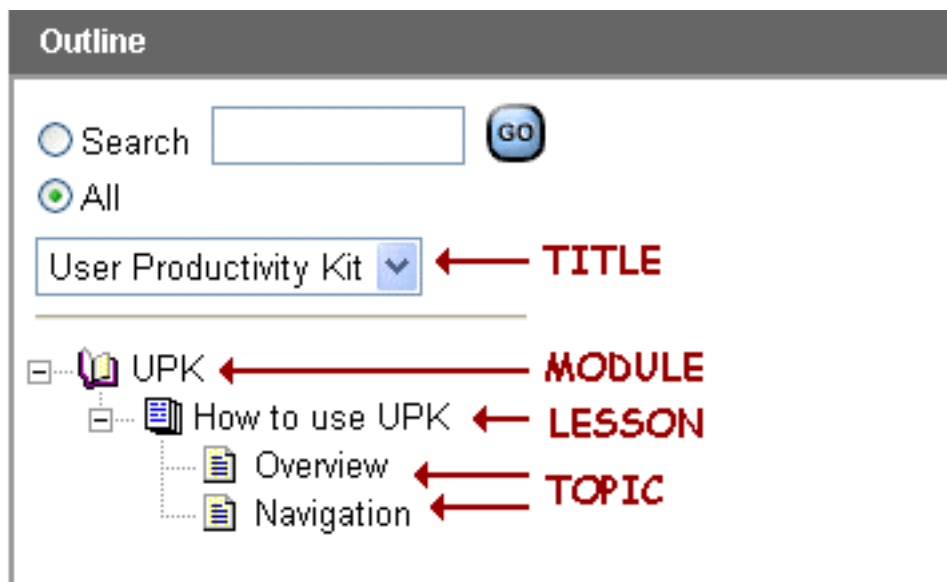 Outline
Search GO
All
User Productivity Kit TITLE
UPK MODULE
How to use UPK LESSON
Overview
TOPIC
Navigation